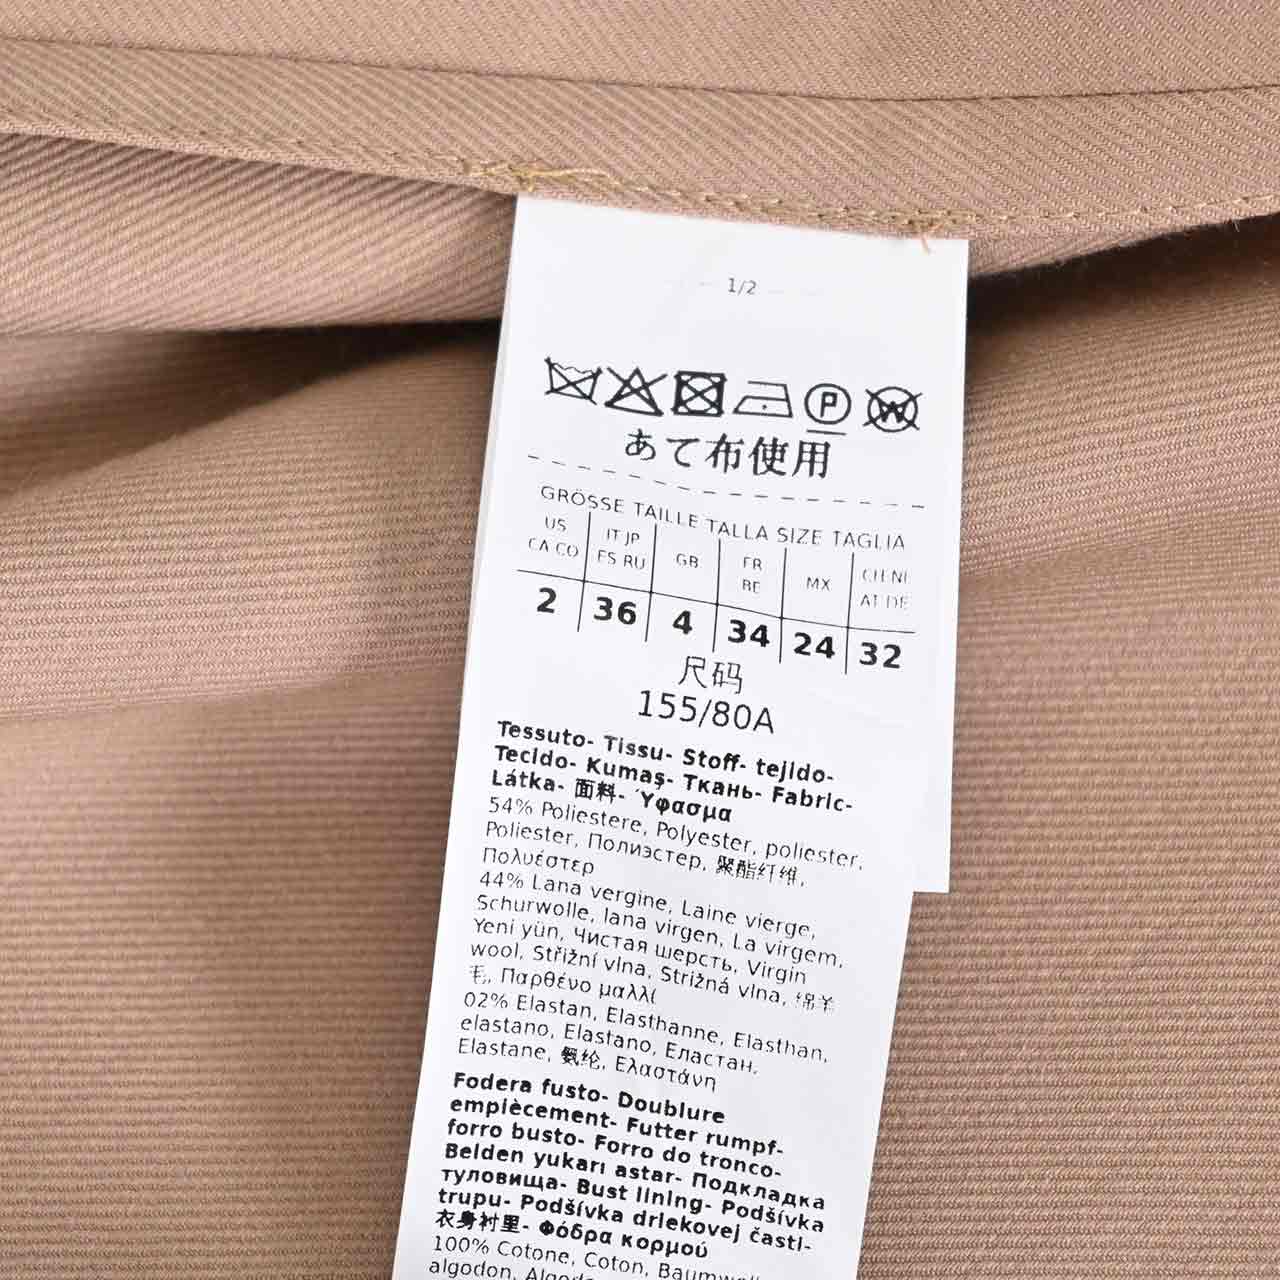 1/2
P W
あて布使用
GRÖSSE TAILLE TALLA SIZE TAGLIA
US CA CO IT JP ES RU GB FR BE MX CH NL AT DE
2 36 4 34 24 32
尺码
155/80A
Tessuto- Tissu- Stoff- tejido-
Tecido- Kumaş- Ткань- Fabric-
Látka- 面料- Ύφασμα
54% Poliestere, Polyester, poliester,
Poliester, Полиэстер, 聚酯纤维,
Πολυέστερ
44% Lana vergine, Laine vierge,
Schurwolle, lana virgen, La virgem,
Yeni yün, Чистая шерсть, Virgin
wool, Střižní vlna, Strižná vlna, 绵羊
毛, Παρθένο μαλλί
02% Elastan, Elasthanne, Elasthan,
elastano, Elastano, Еластан,
Elastane, 氨纶, Ελαστάνη
Fodera fusto- Doublure
empiècement- Futter rumpf-
forro busto- Forro do tronco-
Belden yukarı astar- Подкладка
туловища- Bust lining- Podšívka
trupu- Podšívka driekovej časti-
衣身衬里- Φόδρα κορμού
100% Cotone, Coton, Baumwoll
algodon,